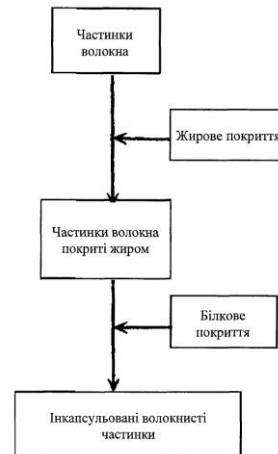 Частинки
волокна
Жирове покриття
Частинки волокна
покриті жиром
Білкове
покриття
Інкапсульовані волокнисті
частинки